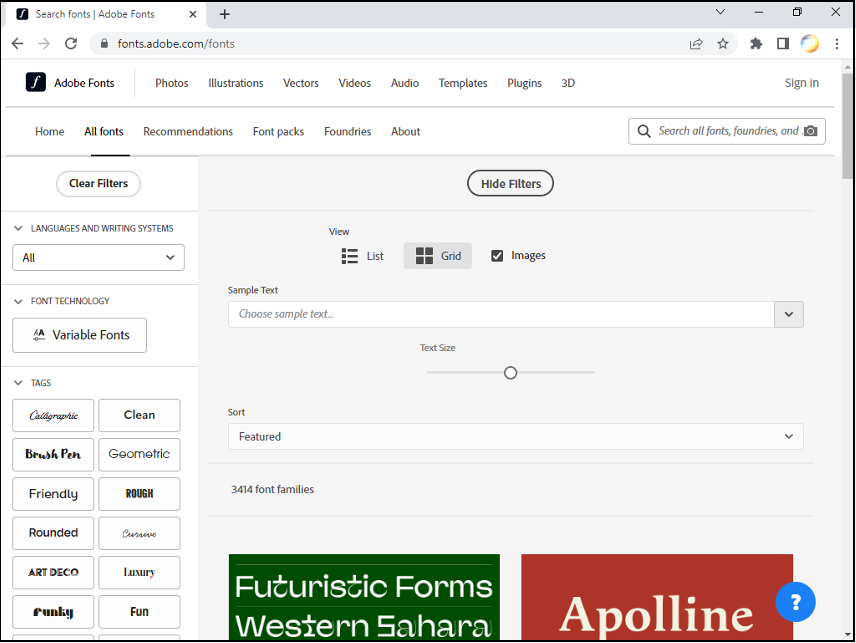 Search fonts | Adobe Fonts
fonts.adobe.com/fonts
Adobe Fonts Photos Illustrations Vectors Videos Audio Templates Plugins 3D Sign in
Home All fonts Recommendations Font packs Foundries About Search all fonts, foundries, and .
Clear Filters
Hide Filters
LANGUAGES AND WRITING SYSTEMS
All
FONT TECHNOLOGY
Variable Fonts
TAGS
Calligraphic Clean
Brush Pen Geometric
Friendly ROUGH
Rounded Cursive
ART DECO Luxury
Funky Fun
View
List Grid Images
Sample Text
Choose sample text...
Text Size
Sort
Featured
3414 font families
Futuristic Forms
Western Sahara
Apolline
?